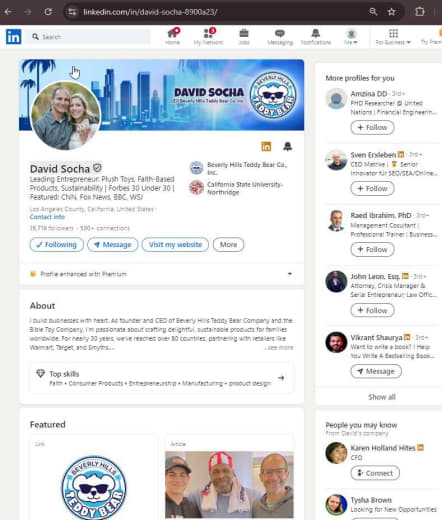 linkedin.com/in/david-socha-8900a23/
in
Search
Home
My Network
Jobs
Messaging
Notifications
Me
For Business
Try Prem
DAVID SOCHA
CEO Beverly Hills Teddy Bear Co.
BEVERLY HILLS
TEDDY BEAR
David Socha
Leading Entrepreneur: Plush Toys, Faith-Based
Products, Sustainability | Forbes 30 Under 30 |
Featured: CNN, Fox News, BBC, WSJ
Los Angeles County, California, United States ·
Contact info
19,719 followers · 500+ connections
Beverly Hills Teddy Bear Co.,
Inc.
California State University-
Northridge
Following
Message
Visit my website
More
Profile enhanced with Premium
About
I build businesses with heart. As founder and CEO of Beverly Hills Teddy Bear Company and the
Bible Toy Company, I'm passionate about crafting delightful, sustainable products for families
worldwide. For nearly 30 years, we've reached over 80 countries, partnering with retailers like
Walmart, Target, and Smyths....
...see more
Top skills
Faith • Consumer Products • Entrepreneurship • Manufacturing • product design
Featured
Link
BEVERLY HILLS
TEDDY BEAR
Article
More profiles for you
Amzina DD · 3rd+
PHD Researcher @ United
Nations | Financial Engineerin...
+ Follow
Sven Erxleben in · 3rd+
CEO Metrixe | Senior
Innovator für SEO/SEA/Online...
+ Follow
Raed Ibrahim, PhD · 3rd+
Management Cosultant |
Professional Trainer | Business...
+ Follow
John Leon, Esq. in · 3rd+
Attorney, Crisis Manager &
Serial Entrepreneur; Law Offic...
+ Follow
Vikrant Shaurya in · 3rd+
Want to write a book? I Help
You Write A Bestselling Book...
Message
Show all
People you may know
From David's company
Karen Holland Hites in
CFO
Connect
Tysha Brown
Looking for New Opportunities